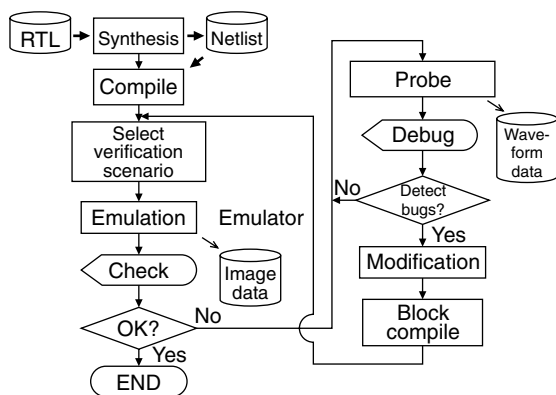 RTL
Synthesis
Netlist
Compile
Select
verification
scenario
Emulation
Emulator
Check
Image
data
OK?
No
Yes
END
Probe
Debug
Wave-
form
data
No
Detect
bugs?
Yes
Modification
Block
compile